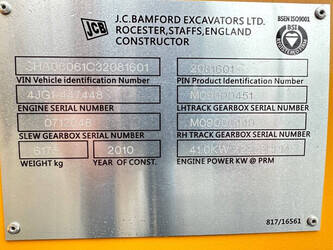 JCB
J.C.BAMFORD EXCAVATORS LTD.
ROCESTER,STAFFS,ENGLAND
CONSTRUCTOR
BSEN ISO9001
BSI
2081601
VIN Vehicle identification Number
PIN Product Identification Number
ENGINE SERIAL NUMBER
LHTRACK GEARBOX SERIAL NUMBER
SLEW GEARBOX SERIAL NUMBER
RH TRACK GEARBOX SERIAL NUMBER
2010
WEIGHT kg
YEAR OF CONST.
ENGINE POWER KW @ PRM
817/16561